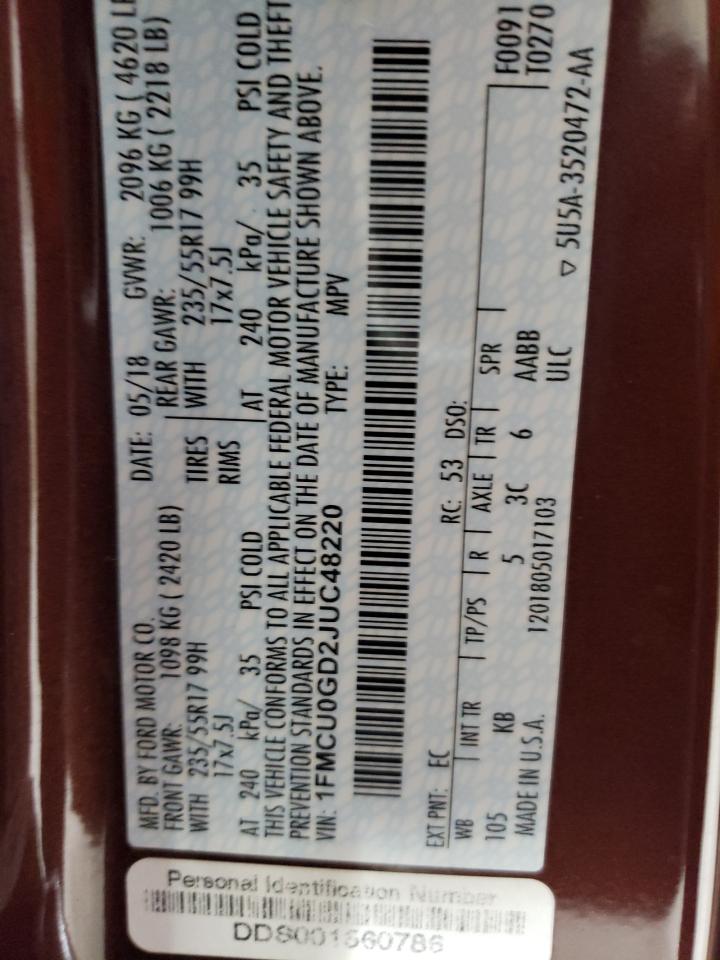 MFD. BY FORD MOTOR CO.
DATE: 05/18 GVWR: 2096 KG ( 4620 LB
FRONT GAWR: 1098 KG ( 2420 LB)
REAR GAWR: 1006 KG ( 2218 LB)
WITH 235/55R17 99H TIRES WITH 235/55R17 99H
17x7.5J RIMS 17x7.5J
AT 240 kPa/ 35 PSI COLD AT 240 kPa/ 35 PSI COLD
THIS VEHICLE CONFORMS TO ALL APPLICABLE FEDERAL MOTOR VEHICLE SAFETY AND THEFT
PREVENTION STANDARDS IN EFFECT ON THE DATE OF MANUFACTURE SHOWN ABOVE.
VIN: 1FMCU0GD2JUC48220 TYPE: MPV
F0091
T0270
EXT PNT: EC RC: 53 DSO:
WB INT TR TP/PS R AXLE TR SPR
105 KB 5 3C 6 AABB
MADE IN U.S.A. 1201805017103 ULC
▽ 5U5A-3520472-AA
Personal Identification Number